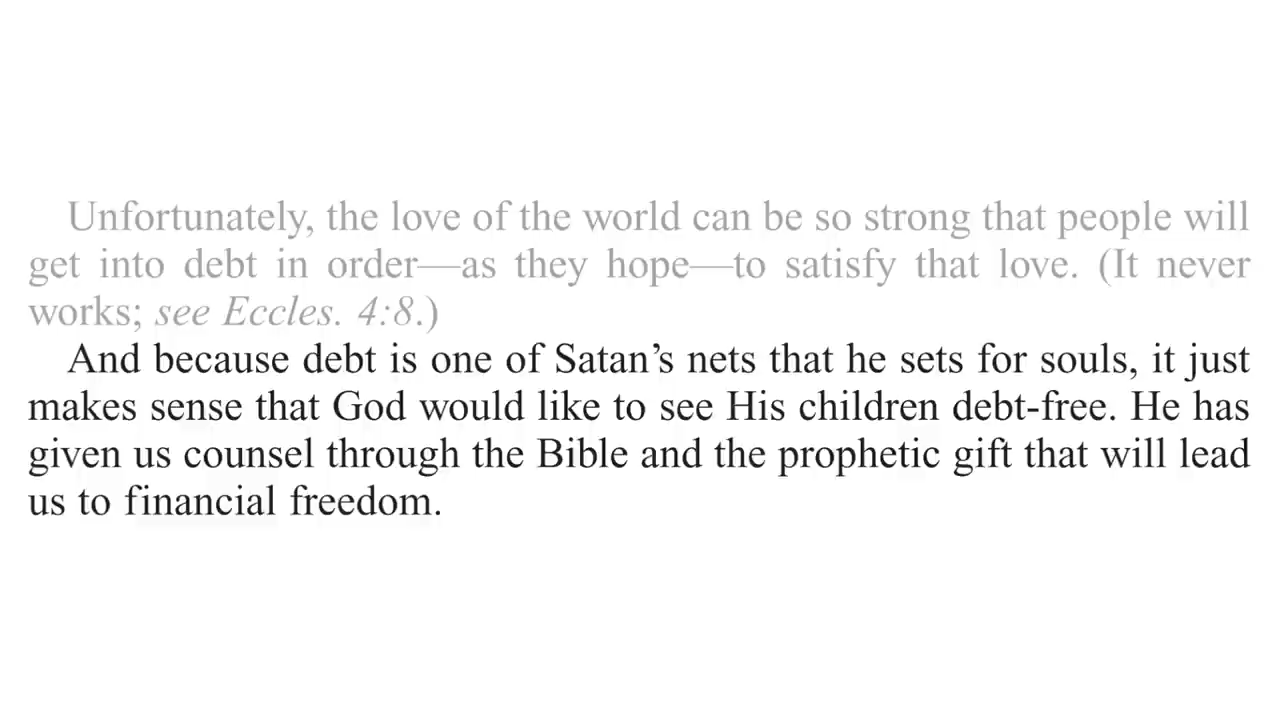 Unfortunately, the love of the world can be so strong that people will
get into debt in order—as they hope—to satisfy that love. (It never
works; see Eccles. 4:8.)
And because debt is one of Satan’s nets that he sets for souls, it just
makes sense that God would like to see His children debt-free. He has
given us counsel through the Bible and the prophetic gift that will lead
us to financial freedom.